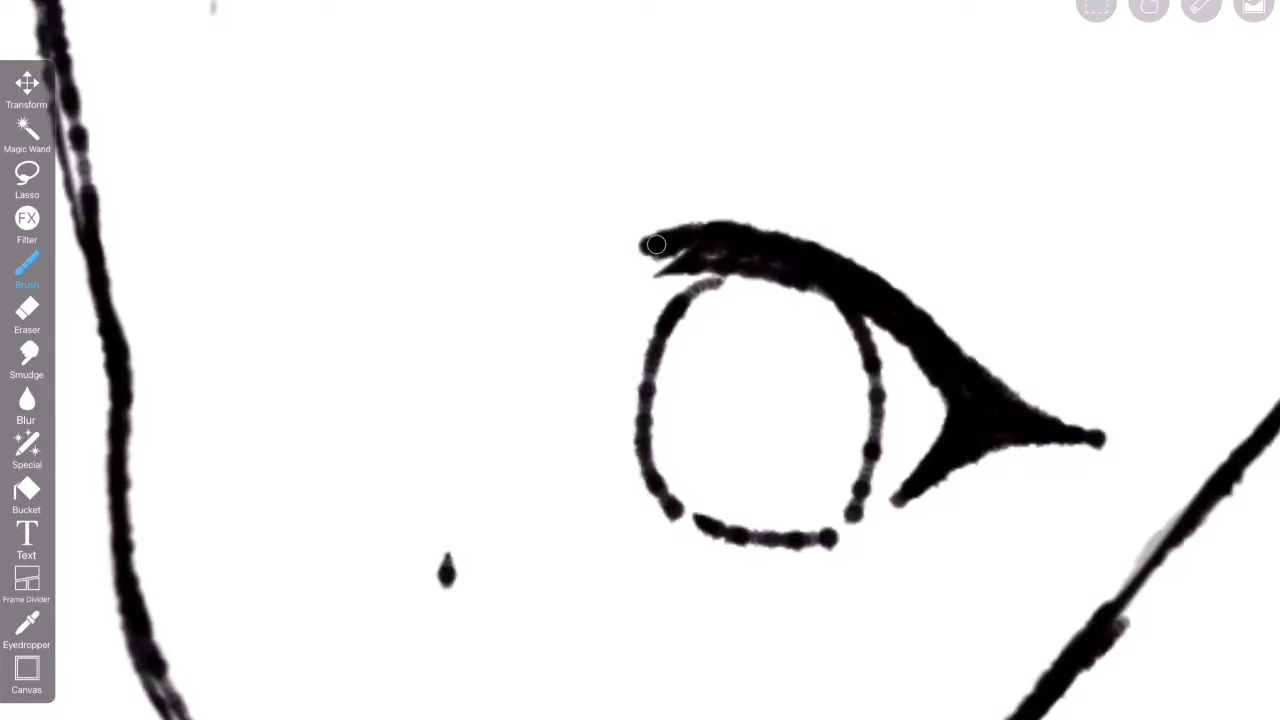 Transform
Magic Wand
Lasso
FX
Filter
Brush
Eraser
Smudge
Blur
Special
Bucket
T
Text
Frame Divider
Eyedropper
Canvas